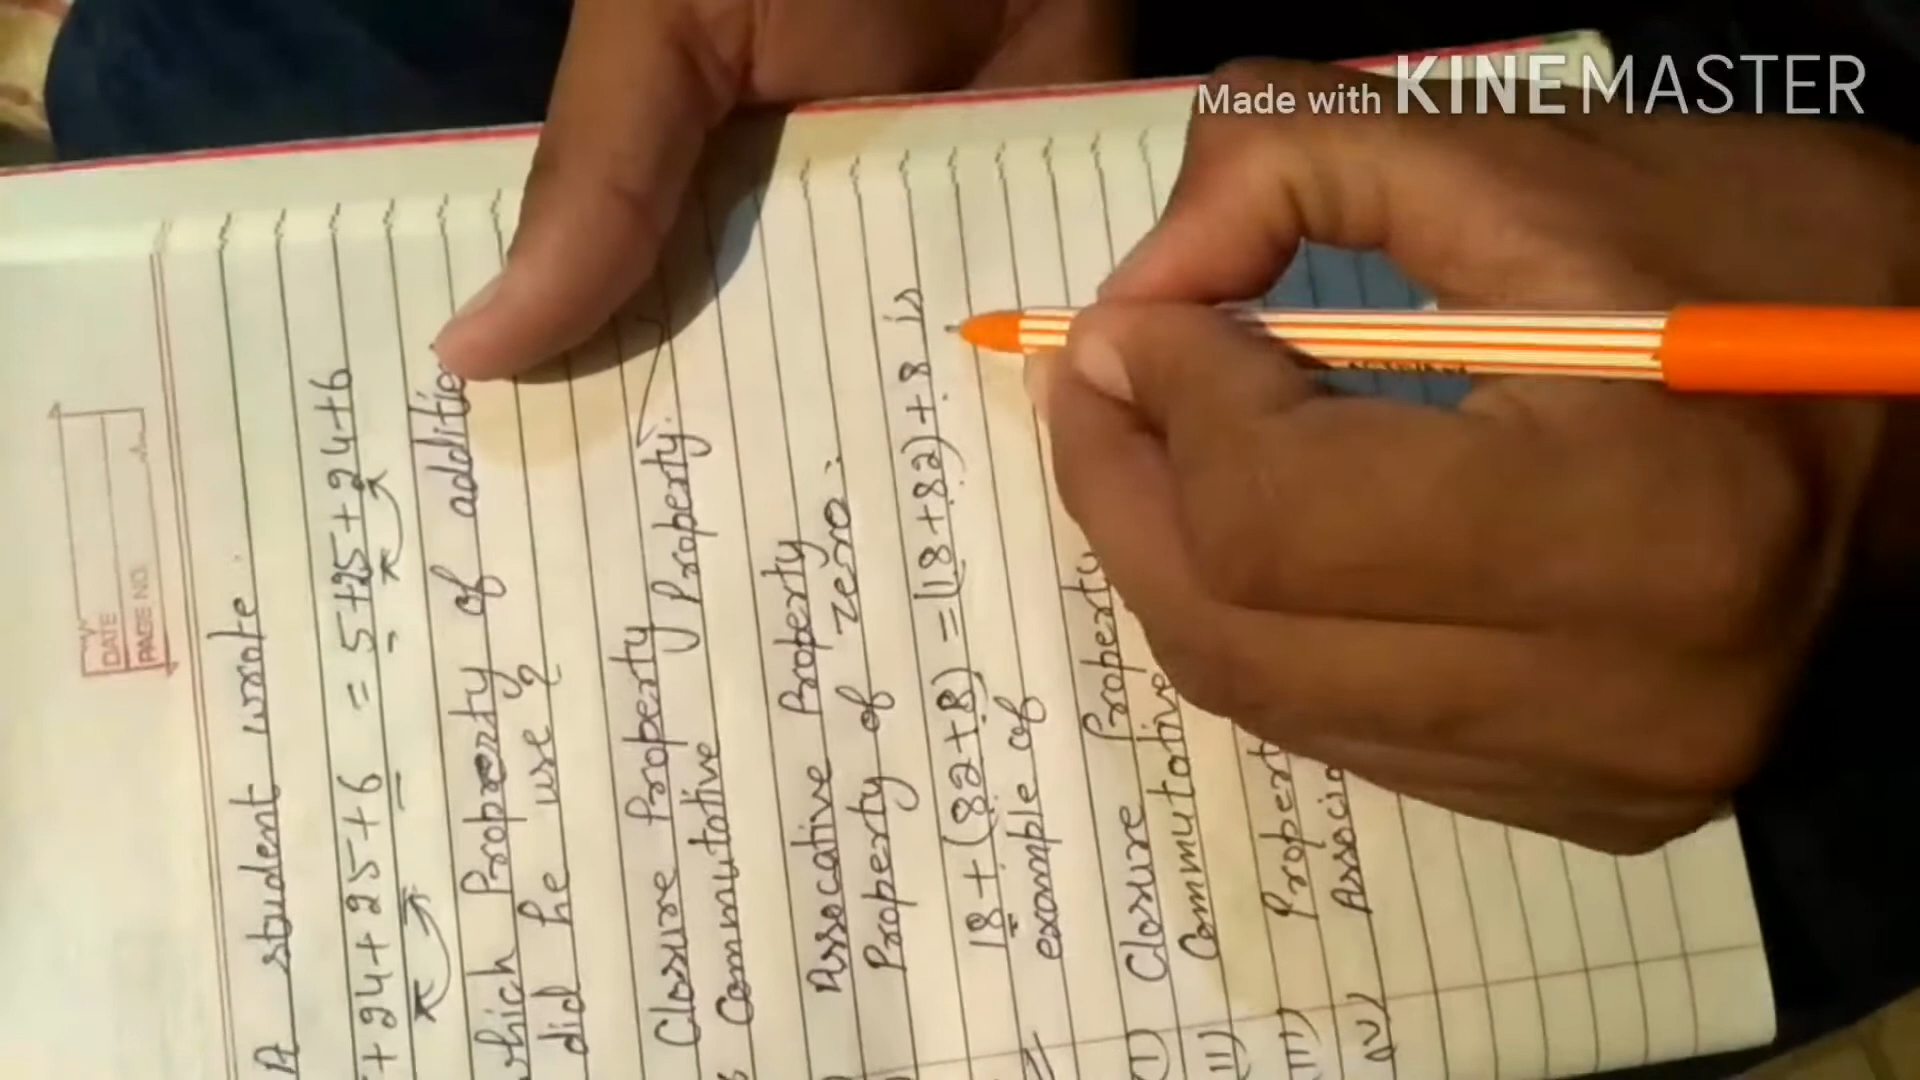 Made with KINEMASTER
DATE
PAGE NO.
A student wrote.
+ 24 + 25 + 6 = 5 + 25 + 24 + 6
which Property of additio
did he use?
Closure Property
Commutative Property.
Assocative Property
Property of zero.
18 + (82 + 8) = (18 + 82) + 8 is
example of
(I) Closure Property
(II) Commutative
(III) Propert
(IV) Associa